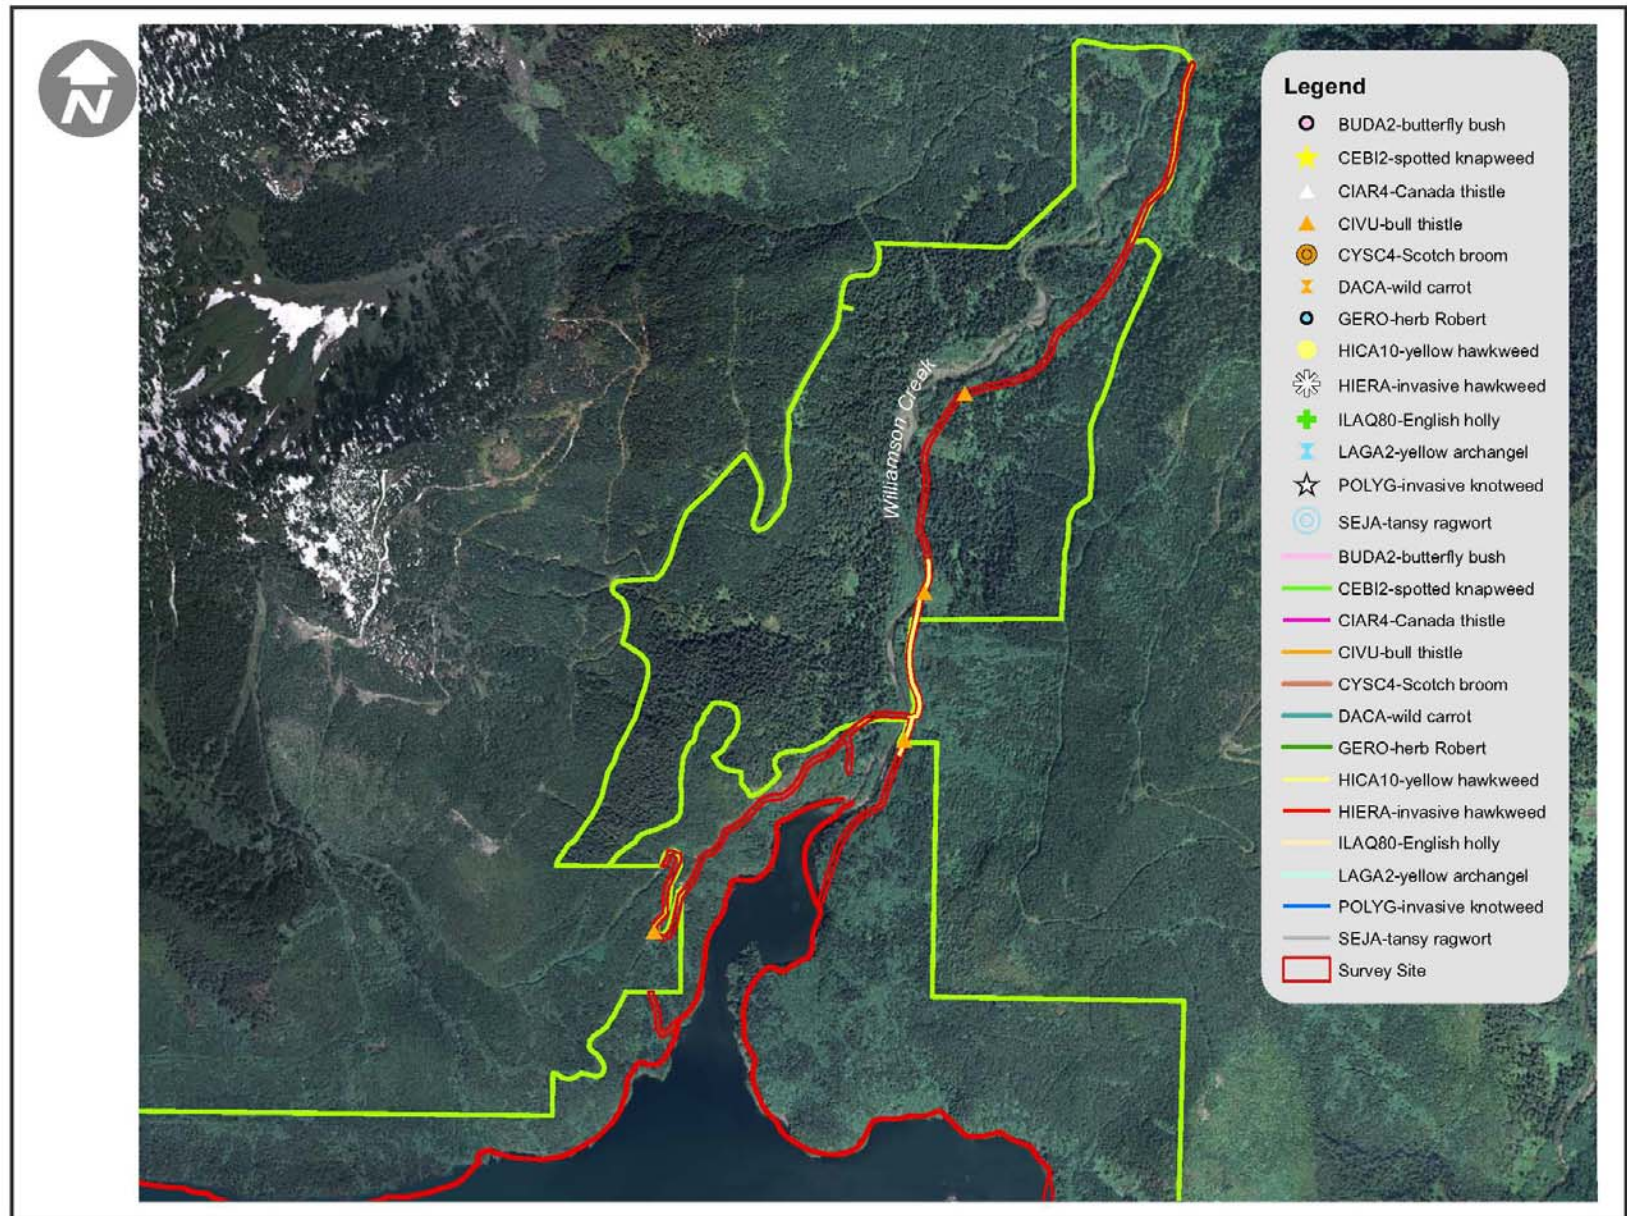 N
Legend
BUDA2-butterfly bush
CEBI2-spotted knapweed
CIAR4-Canada thistle
CIVU-bull thistle
CYSC4-Scotch broom
DACA-wild carrot
GERO-herb Robert
HICA10-yellow hawkweed
HIERA-invasive hawkweed
ILAQ80-English holly
LAGA2-yellow archangel
POLYG-invasive knotweed
SEJA-tansy ragwort
BUDA2-butterfly bush
CEBI2-spotted knapweed
CIAR4-Canada thistle
CIVU-bull thistle
CYSC4-Scotch broom
DACA-wild carrot
GERO-herb Robert
HICA10-yellow hawkweed
HIERA-invasive hawkweed
ILAQ80-English holly
LAGA2-yellow archangel
POLYG-invasive knotweed
SEJA-tansy ragwort
Survey Site
Williamson Creek